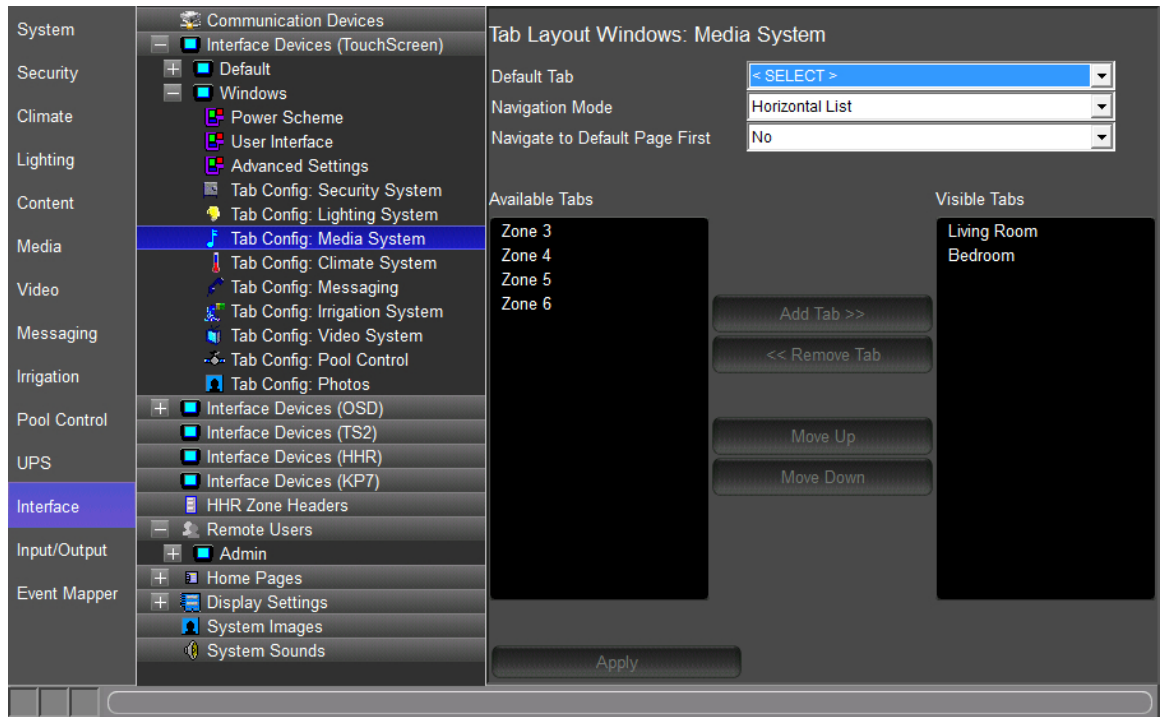 System
Security
Climate
Lighting
Content
Media
Video
Messaging
Irrigation
Pool Control
UPS
Interface
Input/Output
Event Mapper
Communication Devices
Interface Devices (TouchScreen)
Default
Windows
Power Scheme
User Interface
Advanced Settings
Tab Config: Security System
Tab Config: Lighting System
Tab Config: Media System
Tab Config: Climate System
Tab Config: Messaging
Tab Config: Irrigation System
Tab Config: Video System
Tab Config: Pool Control
Tab Config: Photos
Interface Devices (OSD)
Interface Devices (TS2)
Interface Devices (HHR)
Interface Devices (KP7)
HHR Zone Headers
Remote Users
Admin
Home Pages
Display Settings
System Images
System Sounds
Tab Layout Windows: Media System
Default Tab < SELECT >
Navigation Mode Horizontal List
Navigate to Default Page First No
Available Tabs
Zone 3
Zone 4
Zone 5
Zone 6
Add Tab >>
<< Remove Tab
Move Up
Move Down
Visible Tabs
Living Room
Bedroom
Apply